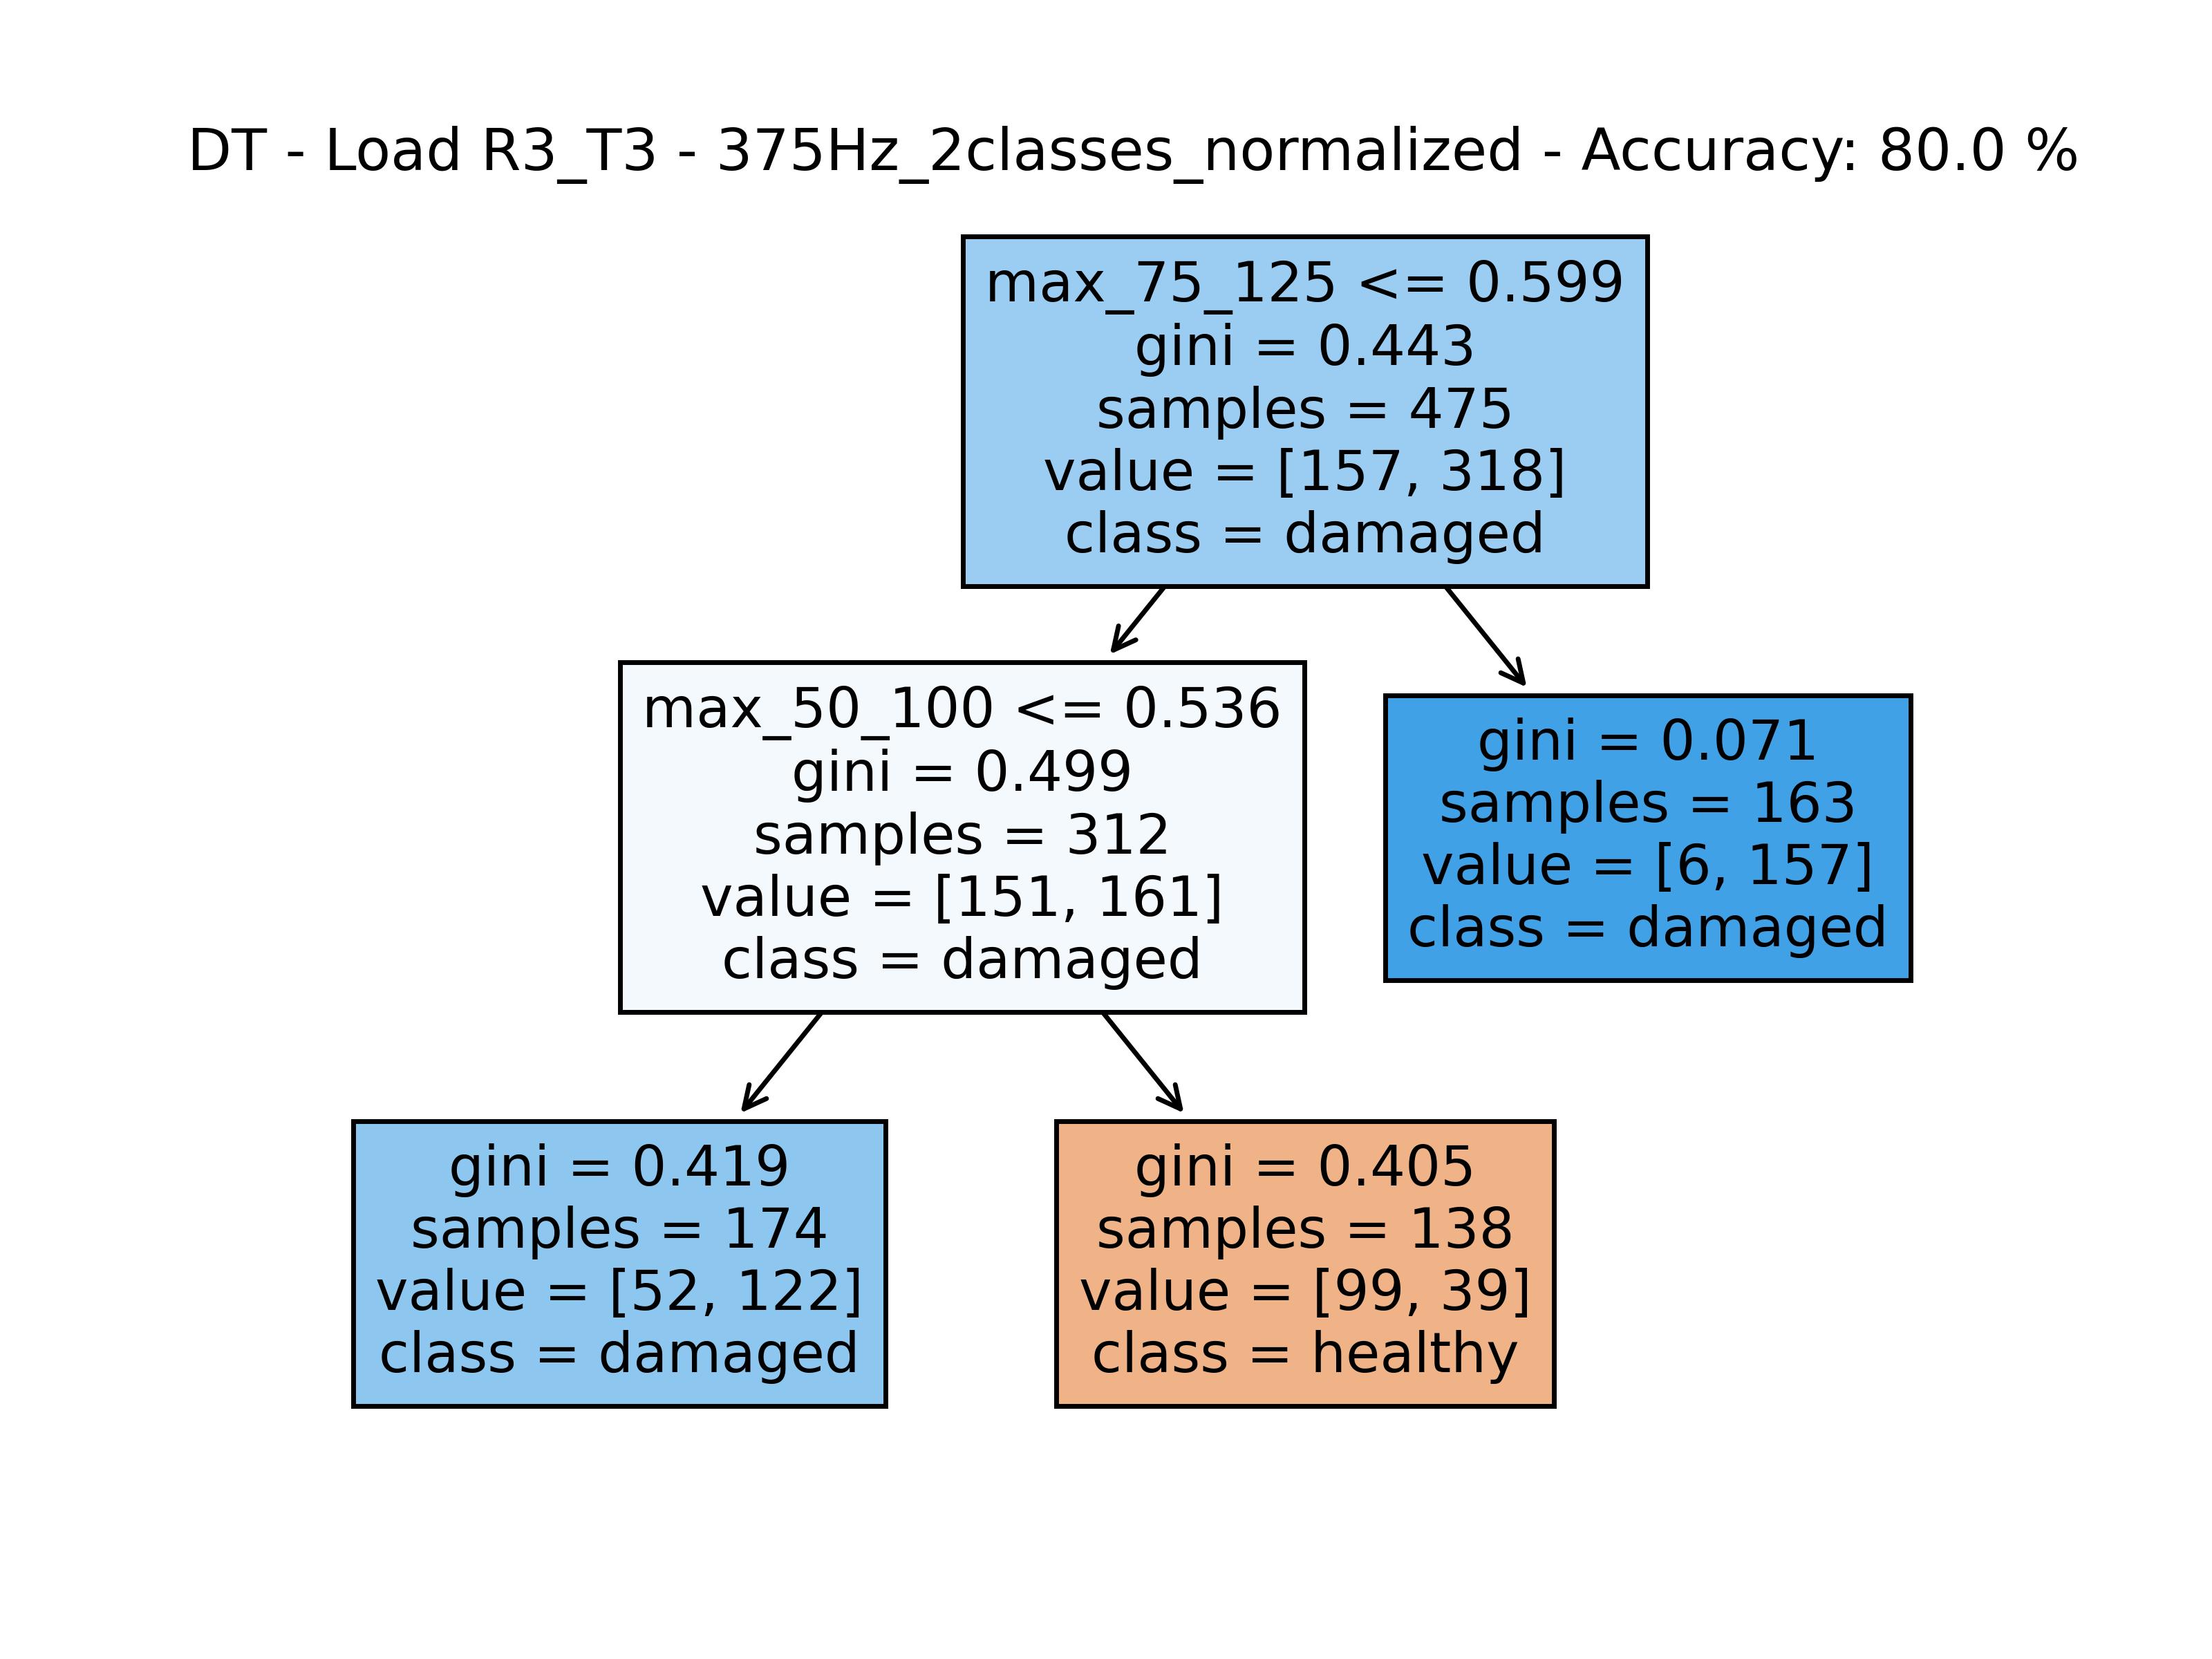 DT - Load R3_T3 - 375Hz_2classes_normalized - Accuracy: 80.0 %
max_75_125 <= 0.599
gini = 0.443
samples = 475
value = [157, 318]
class = damaged
max_50_100 <= 0.536
gini = 0.499
samples = 312
value = [151, 161]
class = damaged
gini = 0.071
samples = 163
value = [6, 157]
class = damaged
gini = 0.419
samples = 174
value = [52, 122]
class = damaged
gini = 0.405
samples = 138
value = [99, 39]
class = healthy